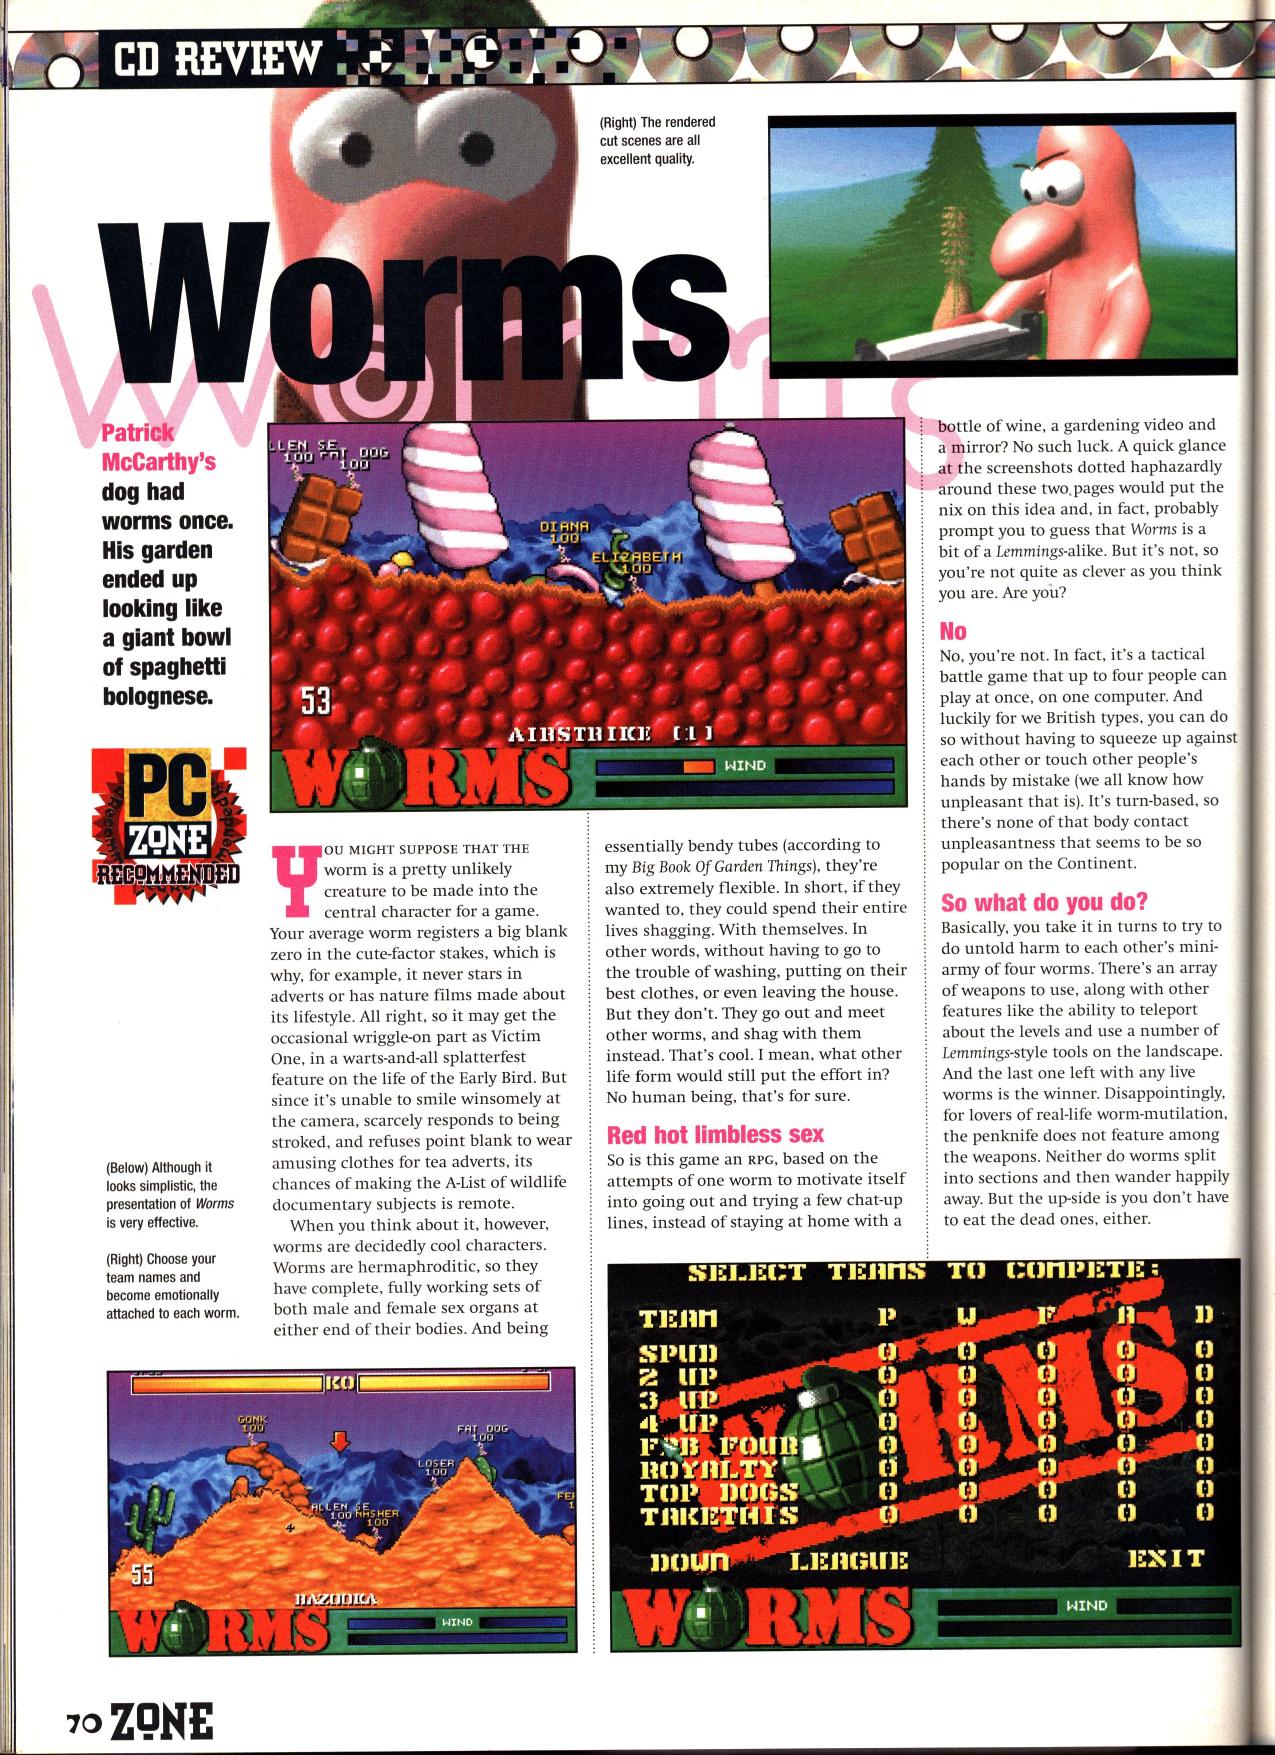 CD REVIEW
(Right) The rendered
cut scenes are all
excellent quality.
Worms
Worms
Patrick
McCarthy's
dog had
worms once.
His garden
ended up
looking like
a giant bowl
of spaghetti
bolognese.
PC
ZONE
RECOMMENDED
LLEN SE
100
FAT DOG
100
DIANA
100
ELIZABETH
100
53
AIRSTRIKE [1]
WORMS
WIND
YOU MIGHT SUPPOSE THAT THE
worm is a pretty unlikely
creature to be made into the
central character for a game.
Your average worm registers a big blank
zero in the cute-factor stakes, which is
why, for example, it never stars in
adverts or has nature films made about
its lifestyle. All right, so it may get the
occasional wriggle-on part as Victim
One, in a warts-and-all splatterfest
feature on the life of the Early Bird. But
since it's unable to smile winsomely at
the camera, scarcely responds to being
stroked, and refuses point blank to wear
amusing clothes for tea adverts, its
chances of making the A-List of wildlife
documentary subjects is remote.
When you think about it, however,
worms are decidedly cool characters.
Worms are hermaphroditic, so they
have complete, fully working sets of
both male and female sex organs at
either end of their bodies. And being
essentially bendy tubes (according to
my Big Book Of Garden Things), they're
also extremely flexible. In short, if they
wanted to, they could spend their entire
lives shagging. With themselves. In
other words, without having to go to
the trouble of washing, putting on their
best clothes, or even leaving the house.
But they don't. They go out and meet
other worms, and shag with them
instead. That's cool. I mean, what other
life form would still put the effort in?
No human being, that's for sure.
Red hot limbless sex
So is this game an RPG, based on the
attempts of one worm to motivate itself
into going out and trying a few chat-up
lines, instead of staying at home with a
bottle of wine, a gardening video and
a mirror? No such luck. A quick glance
at the screenshots dotted haphazardly
around these two pages would put the
nix on this idea and, in fact, probably
prompt you to guess that Worms is a
bit of a Lemmings-alike. But it's not, so
you're not quite as clever as you think
you are. Are you?
No
No, you're not. In fact, it's a tactical
battle game that up to four people can
play at once, on one computer. And
luckily for we British types, you can do
so without having to squeeze up against
each other or touch other people's
hands by mistake (we all know how
unpleasant that is). It's turn-based, so
there's none of that body contact
unpleasantness that seems to be so
popular on the Continent.
So what do you do?
Basically, you take it in turns to try to
do untold harm to each other's mini-
army of four worms. There's an array
of weapons to use, along with other
features like the ability to teleport
about the levels and use a number of
Lemmings-style tools on the landscape.
And the last one left with any live
worms is the winner. Disappointingly,
for lovers of real-life worm-mutilation,
the penknife does not feature among
the weapons. Neither do worms split
into sections and then wander happily
away. But the up-side is you don't have
to eat the dead ones, either.
(Below) Although it
looks simplistic, the
presentation of Worms
is very effective.
(Right) Choose your
team names and
become emotionally
attached to each worm.
KO
GONK
100
FAT DOG
100
LOSER
100
ALLEN SE
100
MASHER
100
FE
1
55
BAZOOKA
WORMS
WIND
SELECT TEAMS TO COMPETE:
TEAM P W F A D
SPUD 0 0 0 0 0
2 UP 0 0 0 0 0
3 UP 0 0 0 0 0
4 UP 0 0 0 0 0
FAB FOUR 0 0 0 0 0
ROYALTY 0 0 0 0 0
TOP DOGS 0 0 0 0 0
TAKETHIS 0 0 0 0 0
WORMS
DOWN LEAGUE EXIT
WORMS
WIND
70 ZONE